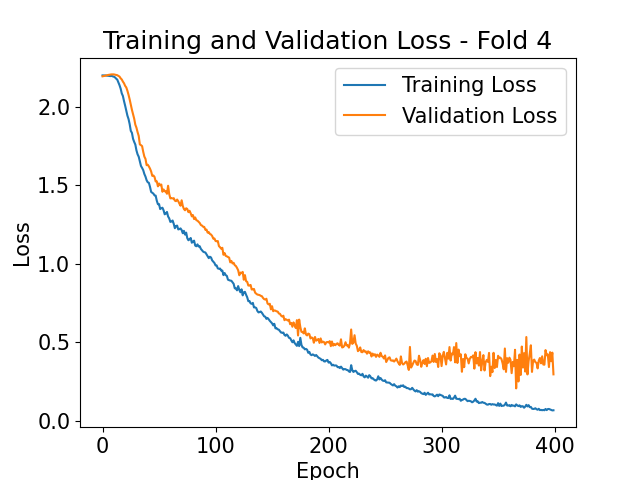 Training and Validation Loss - Fold 4
Training Loss
Validation Loss
Loss
2.0
1.5
1.0
0.5
0.0
0 100 200 300 400
Epoch